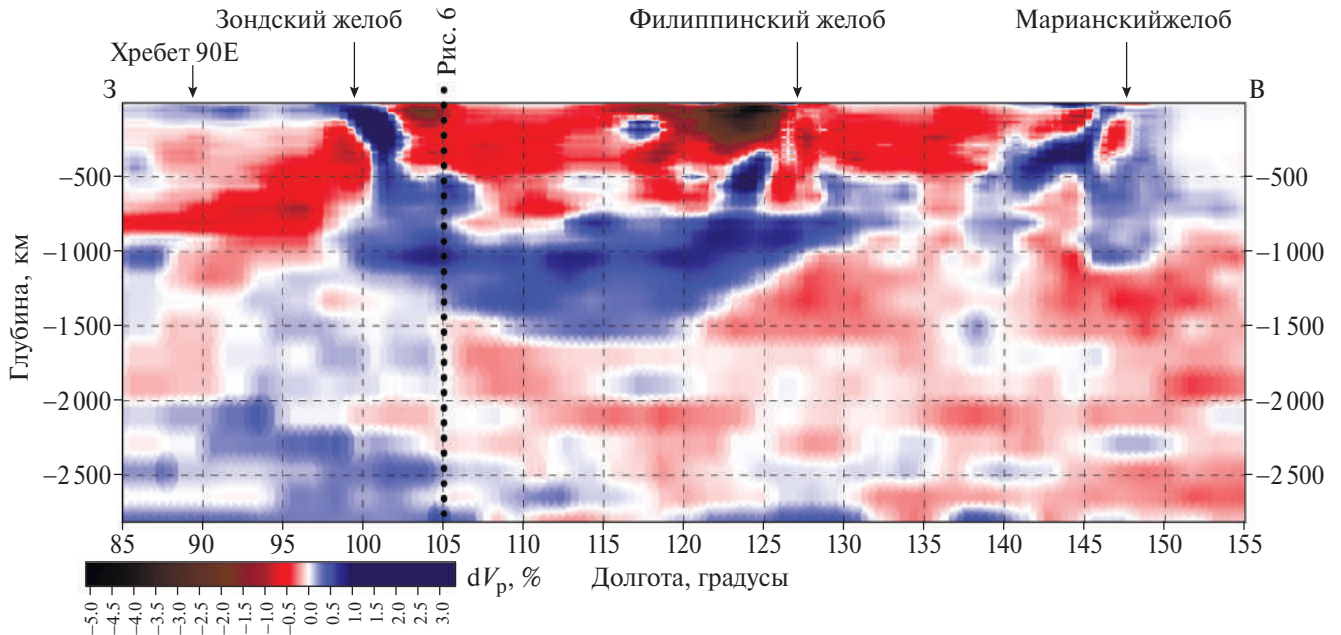 Зондский желоб
Филиппинский желоб
Марианскийжелоб
Хребет 90E
Рис. 6
З
В
Глубина, км
−500
−1000
−1500
−2 000
−2 500
−500
−1 000
−1 500
−2 000
−2 500
85 90 95 100 105 110 115 120 125 130 135 140 145 150 155
dVp, %
Долгота, градусы
−5.0 −4.5 −4.0 −3.5 −3.0 −2.5 −2.0 −1.5 −1.0 −0.5 0.0 0.5 1.0 1.5 2.0 2.5 3.0